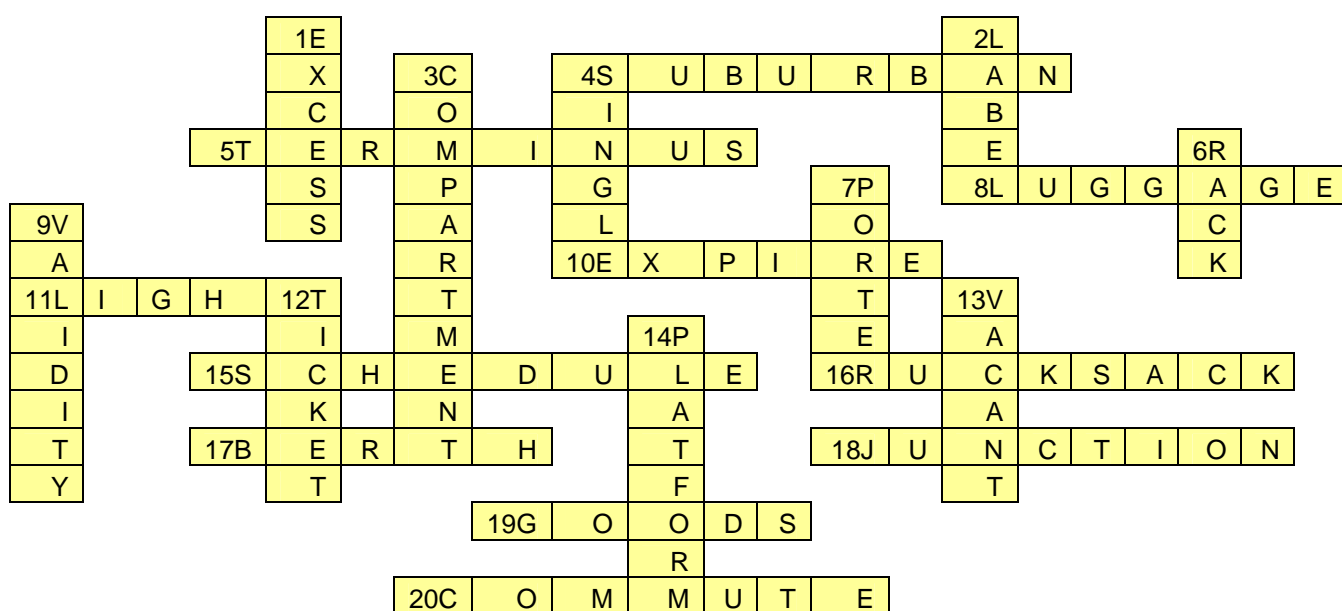 1E 2L
X 3C 4S U B U R B A N
C O I B
5T E R M I N U S E 6R
S P G 7P 8L U G G A G E
9V S A L O C
A R 10E X P I R E K
11L I G H 12T T T 13V
I I M 14P E A
D 15S C H E D U L E 16R U C K S A C K
I K N A A
T 17B E R T H T 18J U N C T I O N
Y T F T
19G O O D S
R
20C O M M U T E